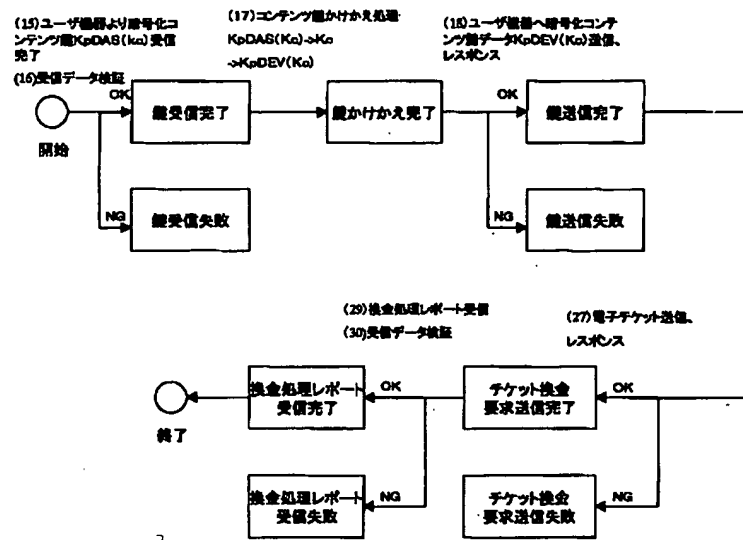 (15)ユーザ機器より暗号化コ
ンテンツ鍵KpDAS(kc)受信
完了
(16)受信データ検証
(17)コンテンツ鍵かけかえ処理
KpDAS(Kc)->Kc
->KpDEV(Kc)
(18)ユーザ機器へ暗号化コンテ
ンツ鍵データKpDEV(Kc)送信、
レスポンス
開始
OK
鍵受信完了
鍵かけかえ完了
OK
鍵送信完了
NG
鍵受信失敗
NG
鍵送信失敗
(29)換金処理レポート受信
(30)受信データ検証
(27)電子チケット送信、
レスポンス
終了
換金処理レポート
受信完了
OK
チケット換金
要求送信完了
OK
換金処理レポート
受信失敗
NG
チケット換金
要求送信失敗
NG